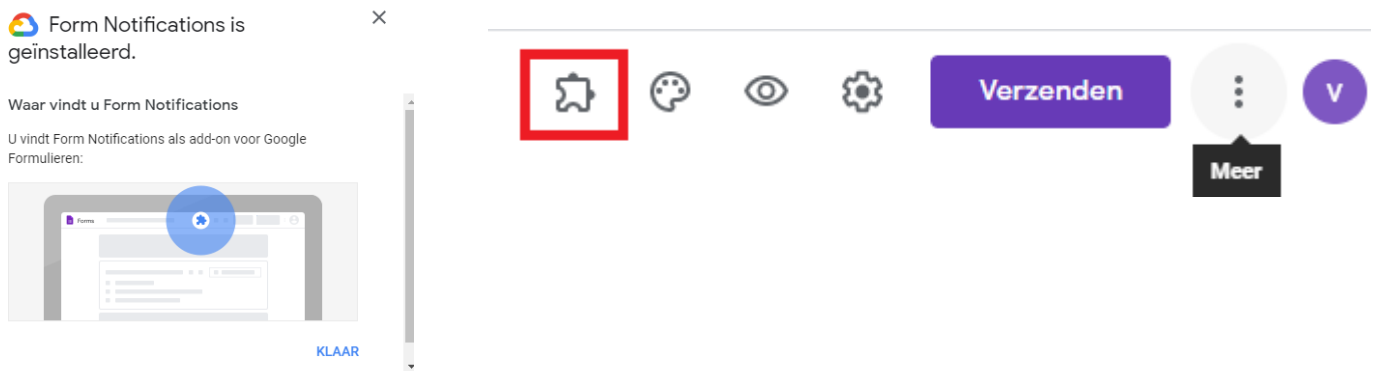 Form Notifications is
geïnstalleerd.
Waar vindt u Form Notifications
U vindt Form Notifications als add-on voor Google
Formulieren:
Forms
KLAAR
Verzenden
V
Meer